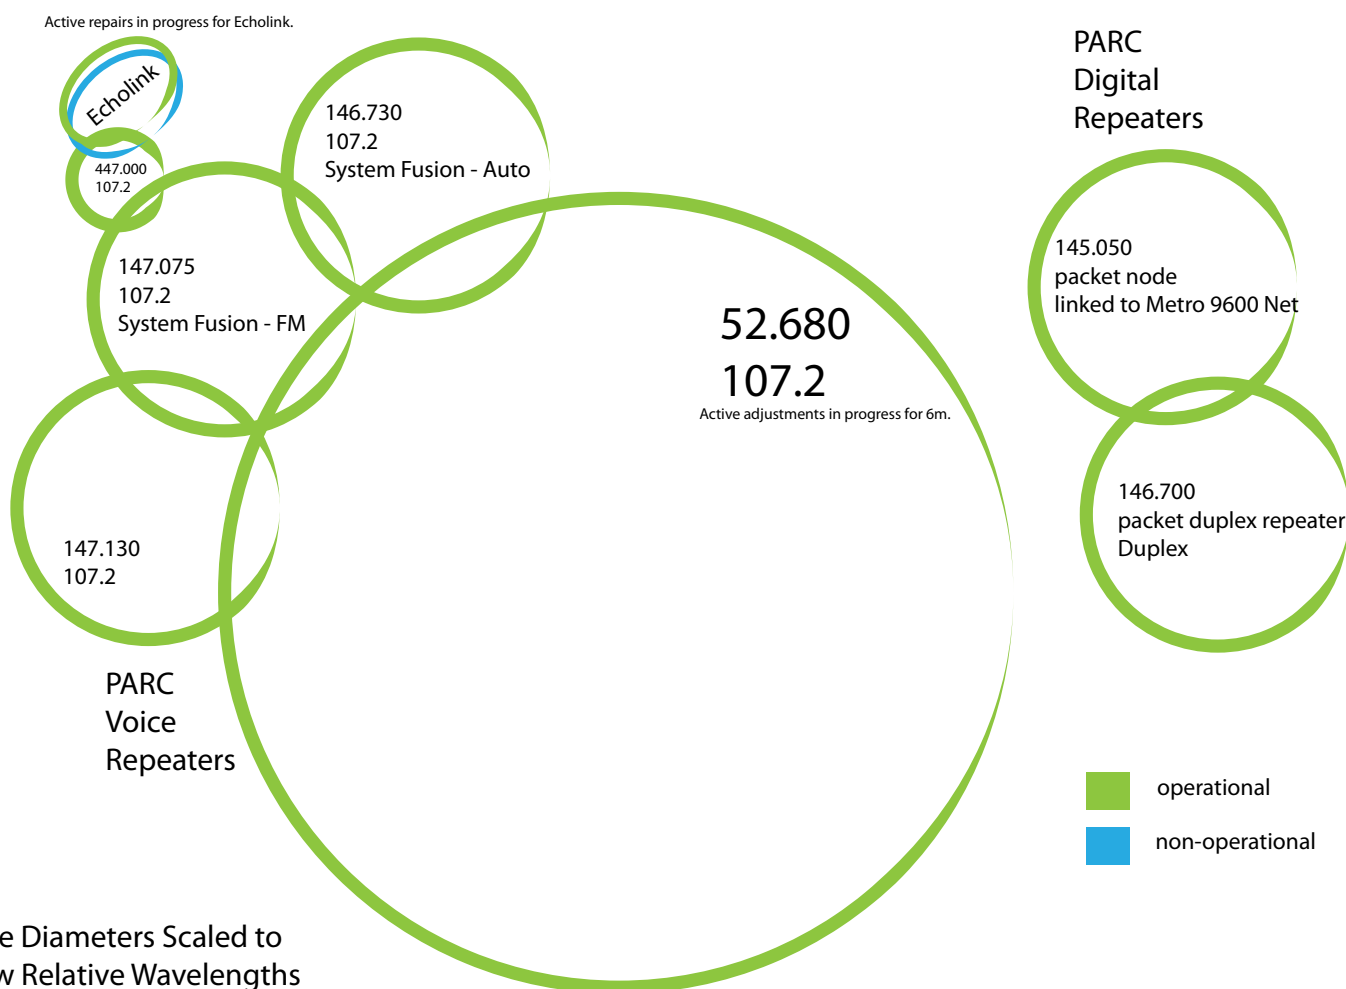 Active repairs in progress for Echolink.
Echolink
447.000
107.2
146.730
107.2
System Fusion - Auto
147.075
107.2
System Fusion - FM
52.680
107.2
Active adjustments in progress for 6m.
147.130
107.2
PARC
Voice
Repeaters
PARC
Digital
Repeaters
145.050
packet node
linked to Metro 9600 Net
146.700
packet duplex repeater
Duplex
operational
non-operational
e Diameters Scaled to
w Relative Wavelengths